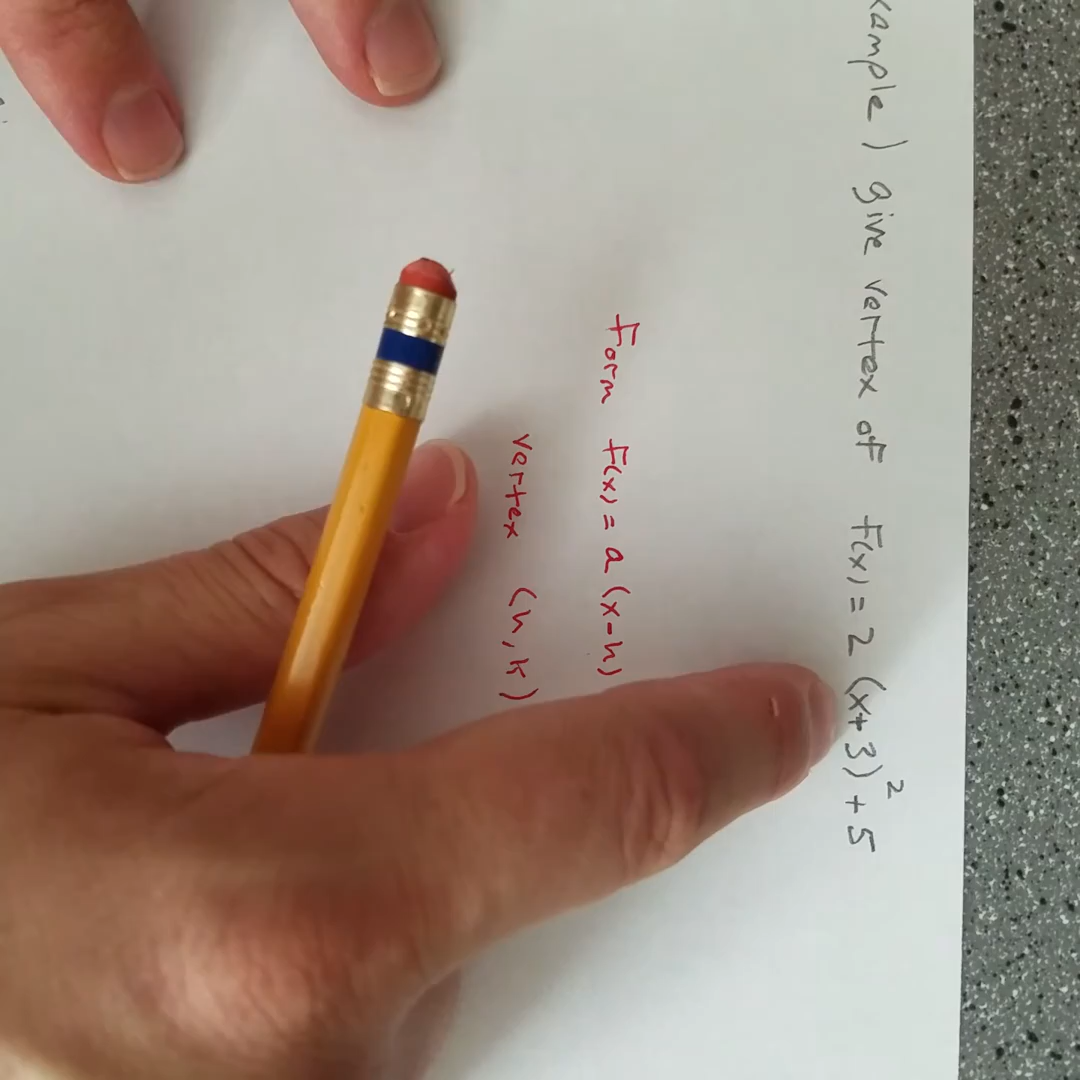 xample) give vertex of f(x) = 2(x+3)² + 5
Form f(x) = a(x-h)
vertex (h, k)